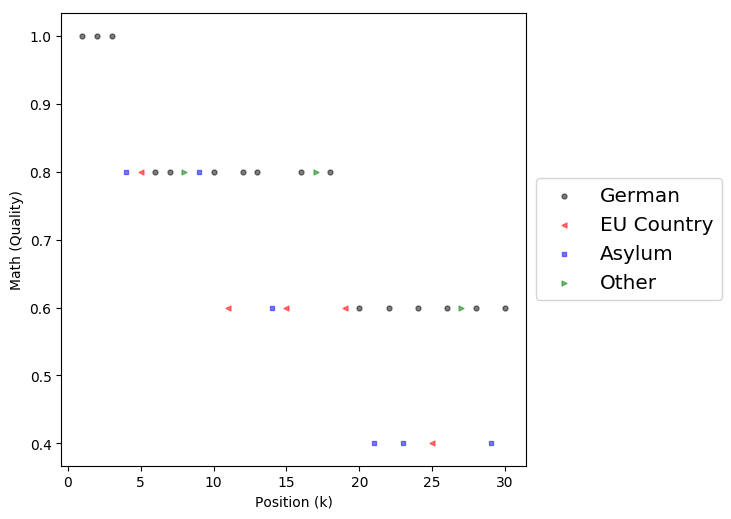 1.0
0.9
0.8
0.7
0.6
0.5
0.4
Math (Quality)
0 5 10 15 20 25 30
Position (k)
German
EU Country
Asylum
Other